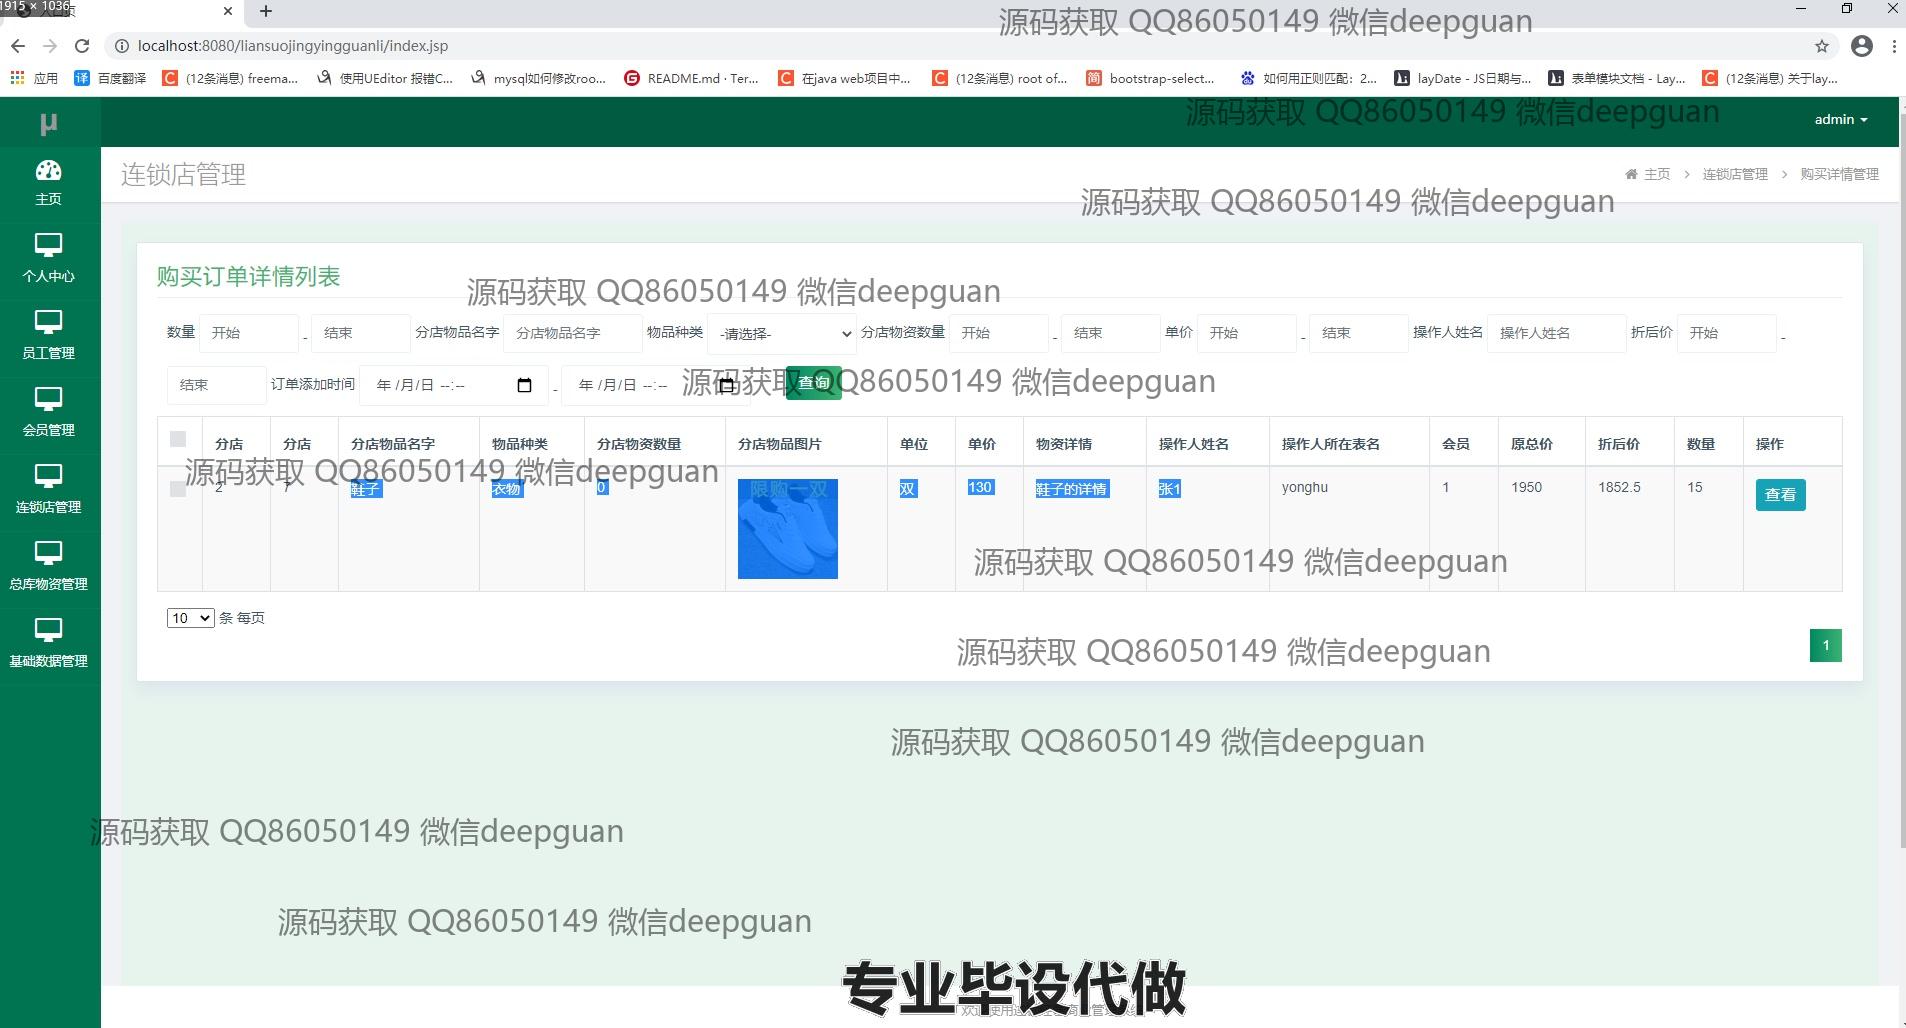 1915 × 1036
源码获取 QQ86050149 微信deepguan
localhost:8080/liansuojingyingguanli/index.jsp
应用 百度翻译 (12条消息) freema... 使用UEditor 报错C... mysql如何修改roo... README.md · Ter... 在java web项目中... (12条消息) root of... bootstrap-select... 如何用正则匹配：2... layDate - JS日期与... 表单模块文档 - Lay... (12条消息) 关于lay...
源码获取 QQ86050149 微信deepguan
μ admin
连锁店管理 主页 > 连锁店管理 > 购买详情管理
源码获取 QQ86050149 微信deepguan
主页
个人中心
员工管理
会员管理
连锁店管理
总库物资管理
基础数据管理
购买订单详情列表
源码获取 QQ86050149 微信deepguan
数量 开始 - 结束 分店物品名字 分店物品名字 物品种类 -请选择- 分店物资数量 开始 - 结束 单价 开始 - 结束 操作人姓名 操作人姓名 折后价 开始 -
结束 订单添加时间 年 /月/日 --:-- - 年 /月/日 --:-- 查询
源码获取 QQ86050149 微信deepguan
分店 分店 分店物品名字 物品种类 分店物资数量 分店物品图片 单位 单价 物资详情 操作人姓名 操作人所在表名 会员 原总价 折后价 数量 操作
源码获取 QQ86050149 微信deepguan
2 7 鞋子 衣物 0 限购一双 双 130 鞋子的详情 张1 yonghu 1 1950 1852.5 15 查看
源码获取 QQ86050149 微信deepguan
10 条 每页
源码获取 QQ86050149 微信deepguan
1
源码获取 QQ86050149 微信deepguan
源码获取 QQ86050149 微信deepguan
源码获取 QQ86050149 微信deepguan
专业毕设代做